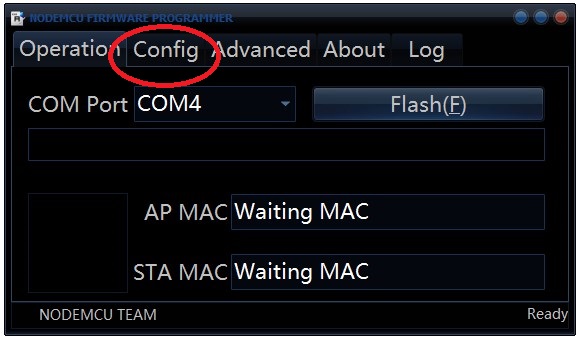 NODEMCU FIRMWARE PROGRAMMER
Operation Config Advanced About Log
COM Port COM4 Flash(F)
AP MAC Waiting MAC
STA MAC Waiting MAC
NODEMCU TEAM Ready